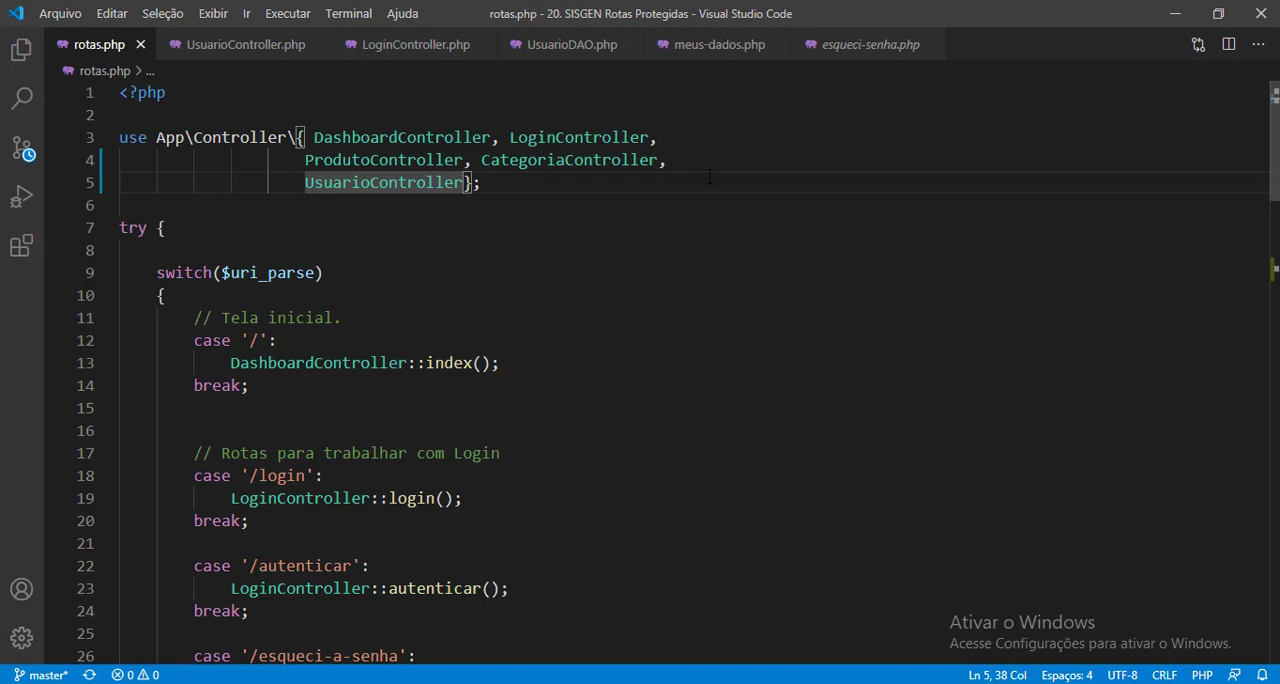 Arquivo Editar Seleção Exibir Ir Executar Terminal Ajuda rotas.php - 20. SISGEN Rotas Protegidas - Visual Studio Code
rotas.php UsuarioController.php LoginController.php UsuarioDAO.php meus-dados.php esqueci-senha.php
rotas.php > ...
1 <?php
2
3 use App\Controller\{ DashboardController, LoginController,
4 ProdutoController, CategoriaController,
5 UsuarioController};
6
7 try {
8
9 switch($uri_parse)
10 {
11 // Tela inicial.
12 case '/':
13 DashboardController::index();
14 break;
15
16
17 // Rotas para trabalhar com Login
18 case '/login':
19 LoginController::login();
20 break;
21
22 case '/autenticar':
23 LoginController::autenticar();
24 break;
25
26 case '/esqueci-a-senha':
Ativar o Windows
Acesse Configurações para ativar o Windows.
master* 0 0 Ln 5, 38 Col Espaços: 4 UTF-8 CRLF PHP